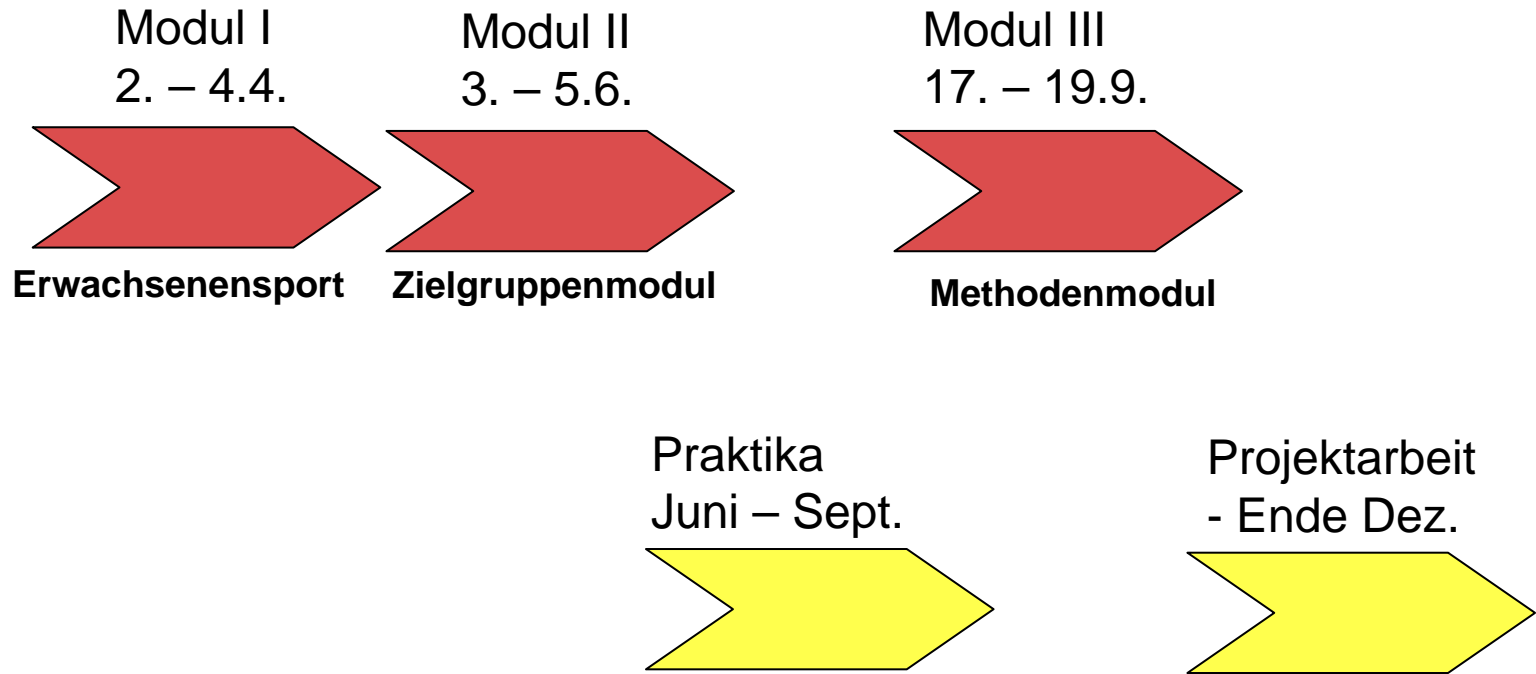 Modul I
2. – 4.4.
Erwachsenensport
Modul II
3. – 5.6.
Zielgruppenmodul
Modul III
17. – 19.9.
Methodenmodul
Praktika
Juni – Sept.
Projektarbeit
- Ende Dez.